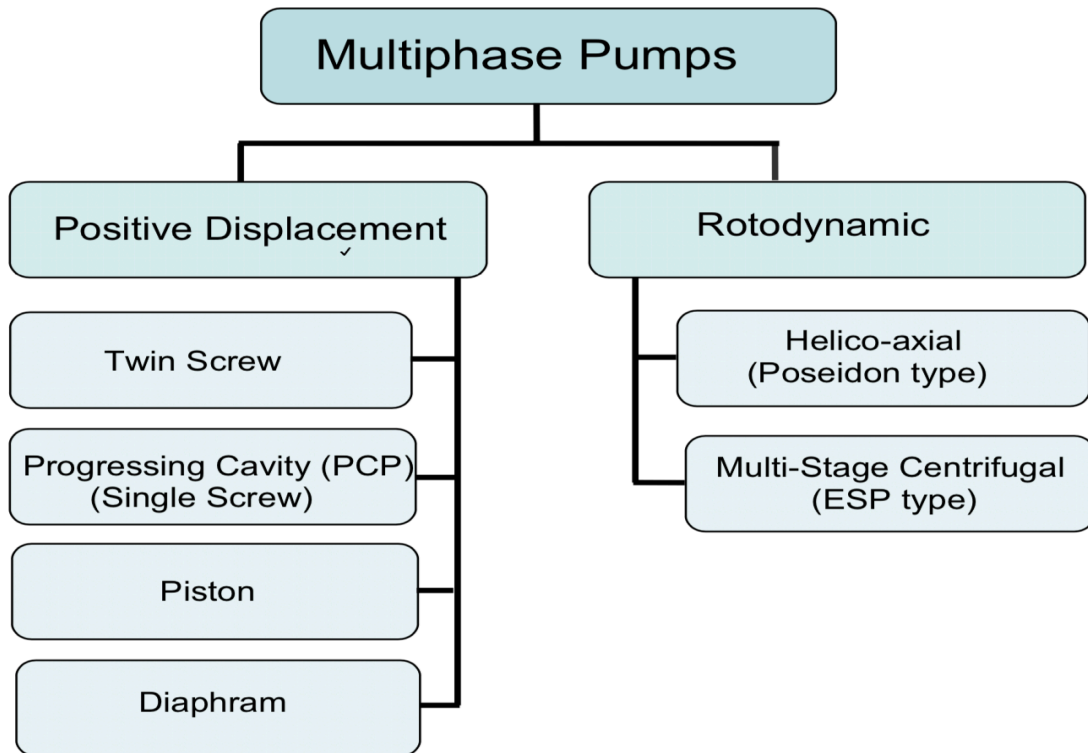 Multiphase Pumps
Positive Displacement
Twin Screw
Progressing Cavity (PCP)
(Single Screw)
Piston
Diaphram
Rotodynamic
Helico-axial
(Poseidon type)
Multi-Stage Centrifugal
(ESP type)